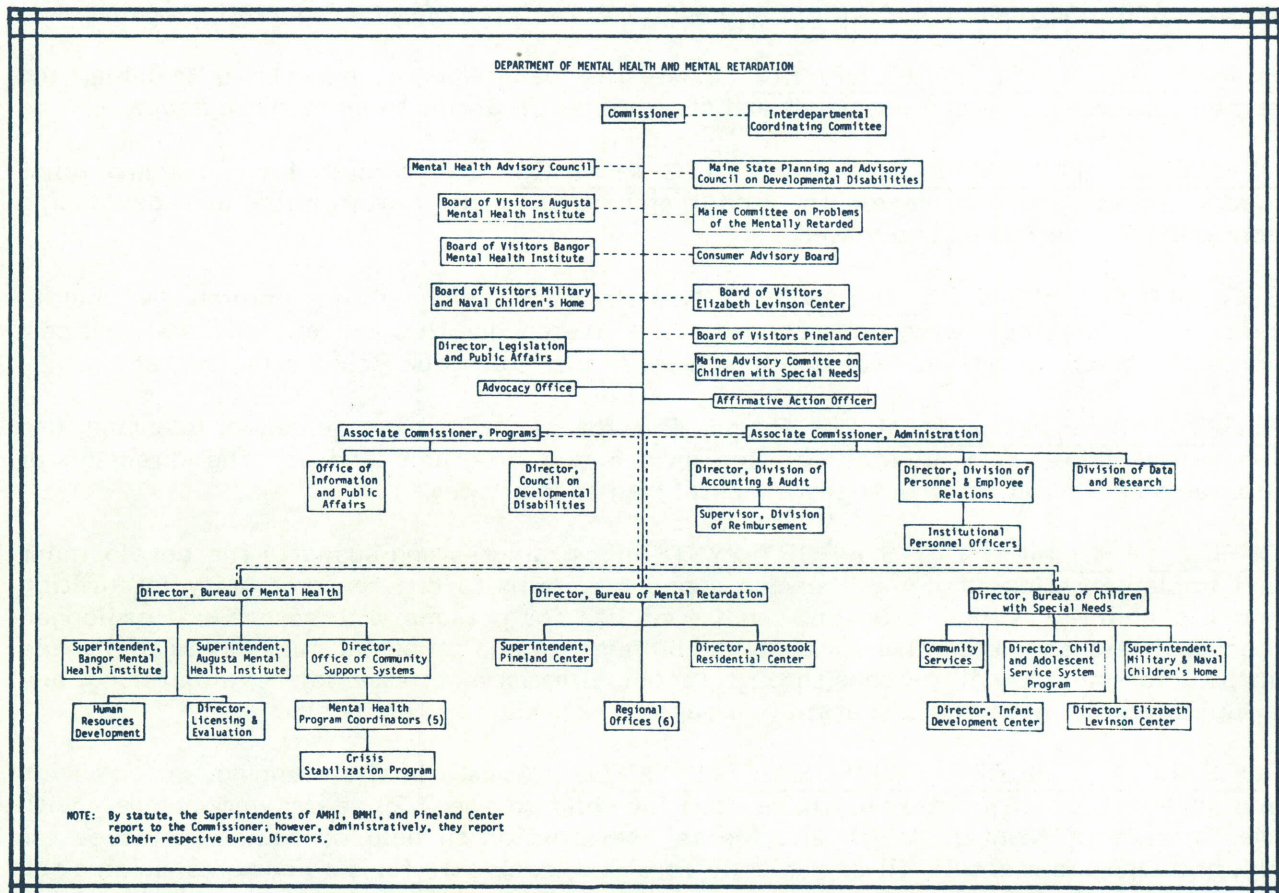 DEPARTMENT OF MENTAL HEALTH AND MENTAL RETARDATION
Commissioner
Interdepartmental
Coordinating Committee
Mental Health Advisory Council
Maine State Planning and Advisory
Council on Developmental Disabilities
Board of Visitors Augusta
Mental Health Institute
Maine Committee on Problems
of the Mentally Retarded
Board of Visitors Bangor
Mental Health Institute
Consumer Advisory Board
Board of Visitors Military
and Naval Children's Home
Board of Visitors
Elizabeth Levinson Center
Board of Visitors Pineland Center
Director, Legislation
and Public Affairs
Maine Advisory Committee on
Children with Special Needs
Advocacy Office
Affirmative Action Officer
Associate Commissioner, Programs
Associate Commissioner, Administration
Office of
Information
and Public
Affairs
Director,
Council on
Developmental
Disabilities
Director, Division of
Accounting & Audit
Director, Division of
Personnel & Employee
Relations
Division of Data
and Research
Supervisor, Division
of Reimbursement
Institutional
Personnel Officers
Director, Bureau of Mental Health
Director, Bureau of Mental Retardation
Director, Bureau of Children
with Special Needs
Superintendent,
Bangor Mental
Health Institute
Superintendent,
Augusta Mental
Health Institute
Director,
Office of Community
Support Systems
Superintendent,
Pineland Center
Director, Aroostook
Residential Center
Community
Services
Director, Child
and Adolescent
Service System
Program
Superintendent,
Military & Naval
Children's Home
Human
Resources
Development
Director,
Licensing &
Evaluation
Mental Health
Program Coordinators (5)
Regional
Offices (6)
Director, Infant
Development Center
Director, Elizabeth
Levinson Center
Crisis
Stabilization Program
NOTE: By statute, the Superintendents of AMHI, BMHI, and Pineland Center
report to the Commissioner; however, administratively, they report
to their respective Bureau Directors.